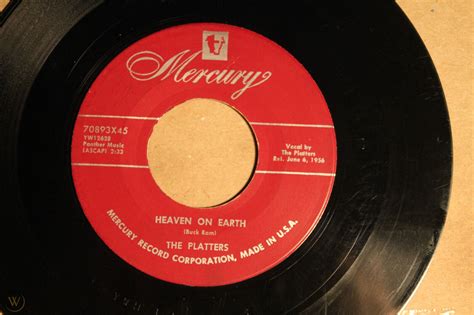 Mercury
70893X45
YW12628
Panther Music
(ASCAP) 2:33
Vocal by
The Platters
Rel. June 6, 1956
HEAVEN ON EARTH
(Buck Ram)
THE PLATTERS
MERCURY RECORD CORPORATION, MADE IN U.S.A.
W